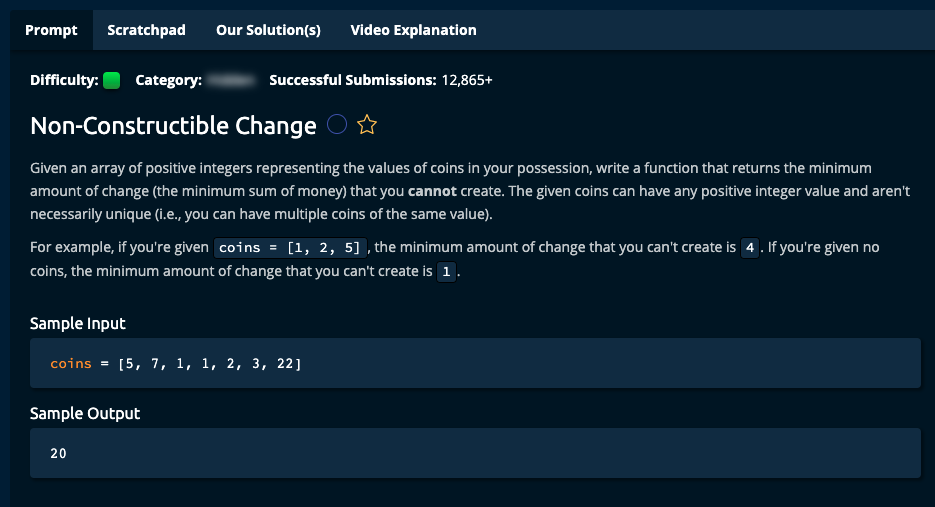 Prompt Scratchpad Our Solution(s) Video Explanation
Difficulty: Category: Successful Submissions: 12,865+
Non-Constructible Change
Given an array of positive integers representing the values of coins in your possession, write a function that returns the minimum
amount of change (the minimum sum of money) that you cannot create. The given coins can have any positive integer value and aren't
necessarily unique (i.e., you can have multiple coins of the same value).
For example, if you're given coins = [1, 2, 5], the minimum amount of change that you can't create is 4. If you're given no
coins, the minimum amount of change that you can't create is 1.
Sample Input
coins = [5, 7, 1, 1, 2, 3, 22]
Sample Output
20